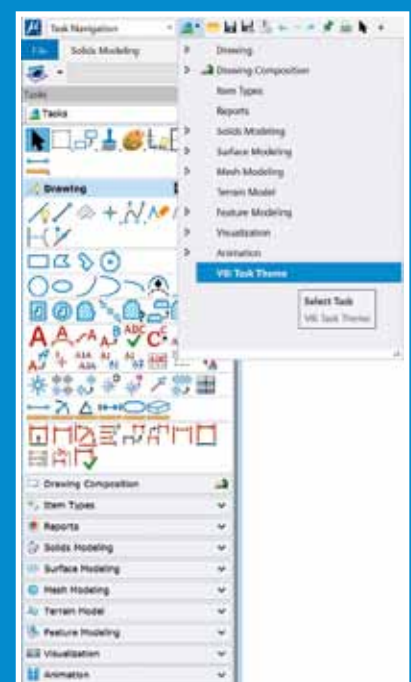 Task Navigation
File Solids Modeling
Tasks
Tasks
Drawing
Drawing Composition
Item Types
Reports
Solids Modeling
Surface Modeling
Mesh Modeling
Terrain Model
Feature Modeling
Visualization
Animation
Drawing
Drawing Composition
Item Types
Reports
Solids Modeling
Surface Modeling
Mesh Modeling
Terrain Model
Feature Modeling
Visualization
Animation
V8i Task Theme
Select Task
V8i Task Theme